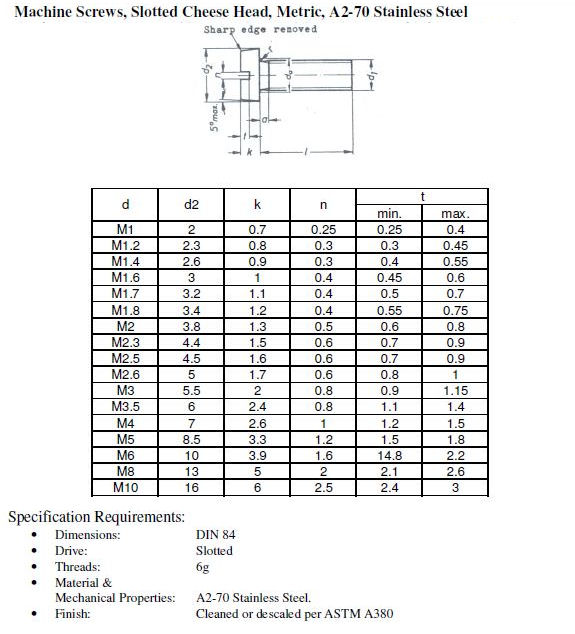 Machine Screws, Slotted Cheese Head, Metric, A2-70 Stainless Steel
Sharp edge removed
d2
n
r
da
d1
5° max.
a
t
k
l
d d2 k n t
min. max.
M1 2 0.7 0.25 0.25 0.4
M1.2 2.3 0.8 0.3 0.3 0.45
M1.4 2.6 0.9 0.3 0.4 0.55
M1.6 3 1 0.4 0.45 0.6
M1.7 3.2 1.1 0.4 0.5 0.7
M1.8 3.4 1.2 0.4 0.55 0.75
M2 3.8 1.3 0.5 0.6 0.8
M2.3 4.4 1.5 0.6 0.7 0.9
M2.5 4.5 1.6 0.6 0.7 0.9
M2.6 5 1.7 0.6 0.8 1
M3 5.5 2 0.8 0.9 1.15
M3.5 6 2.4 0.8 1.1 1.4
M4 7 2.6 1 1.2 1.5
M5 8.5 3.3 1.2 1.5 1.8
M6 10 3.9 1.6 14.8 2.2
M8 13 5 2 2.1 2.6
M10 16 6 2.5 2.4 3
Specification Requirements:
• Dimensions: DIN 84
• Drive: Slotted
• Threads: 6g
• Material &
Mechanical Properties: A2-70 Stainless Steel.
• Finish: Cleaned or descaled per ASTM A380